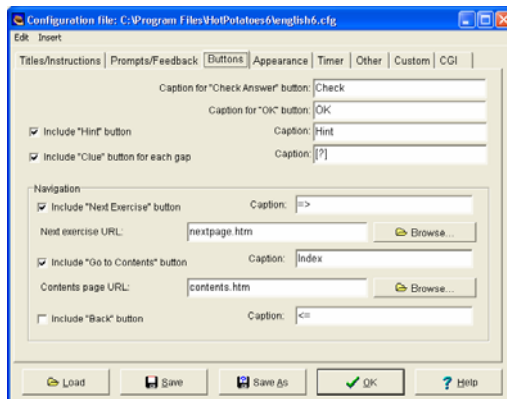 Configuration file: C:\Program Files\HotPotatoes6\english6.cfg
Edit Insert
Titles/Instructions Prompts/Feedback Buttons Appearance Timer Other Custom CGI
Caption for "Check Answer" button: Check
Caption for "OK" button: OK
Include "Hint" button Caption: Hint
Include "Clue" button for each gap Caption: [?]
Navigation
Include "Next Exercise" button Caption: =>
Next exercise URL: nextpage.htm Browse...
Include "Go to Contents" button Caption: Index
Contents page URL: contents.htm Browse...
Include "Back" button Caption: <=
Load Save Save As OK Help